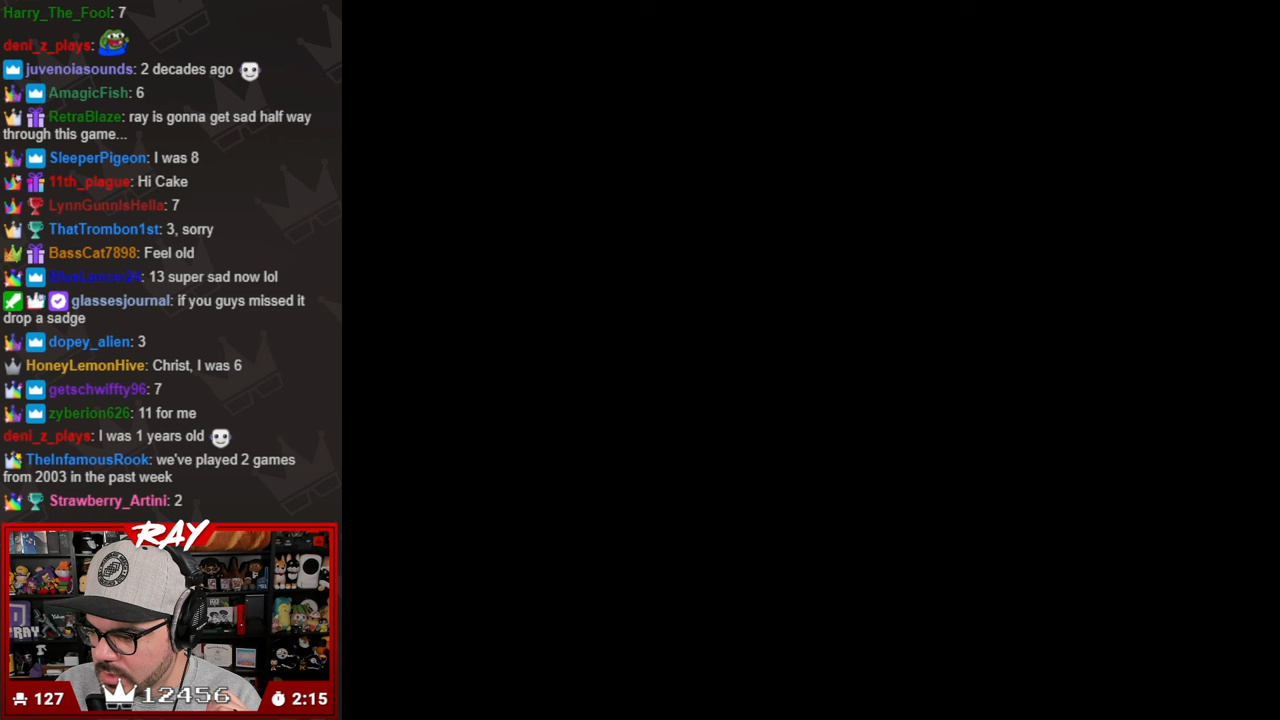 Harry_The_Fool: 7
deni_z_plays:
juvenoiasounds: 2 decades ago
AmagicFish: 6
RetraBlaze: ray is gonna get sad half way
through this game...
SleeperPigeon: I was 8
11th_plague: Hi Cake
LynnGunnIsHella: 7
ThatTrombon1st: 3, sorry
BassCat7898: Feel old
BlueLancer24: 13 super sad now lol
glassesjournal: if you guys missed it
drop a sadge
dopey_alien: 3
HoneyLemonHive: Christ, I was 6
getschwiffty96: 7
zyberion626: 11 for me
deni_z_plays: I was 1 years old
TheInfamousRook: we've played 2 games
from 2003 in the past week
Strawberry_Artini: 2
RAY
127
12456
2:15